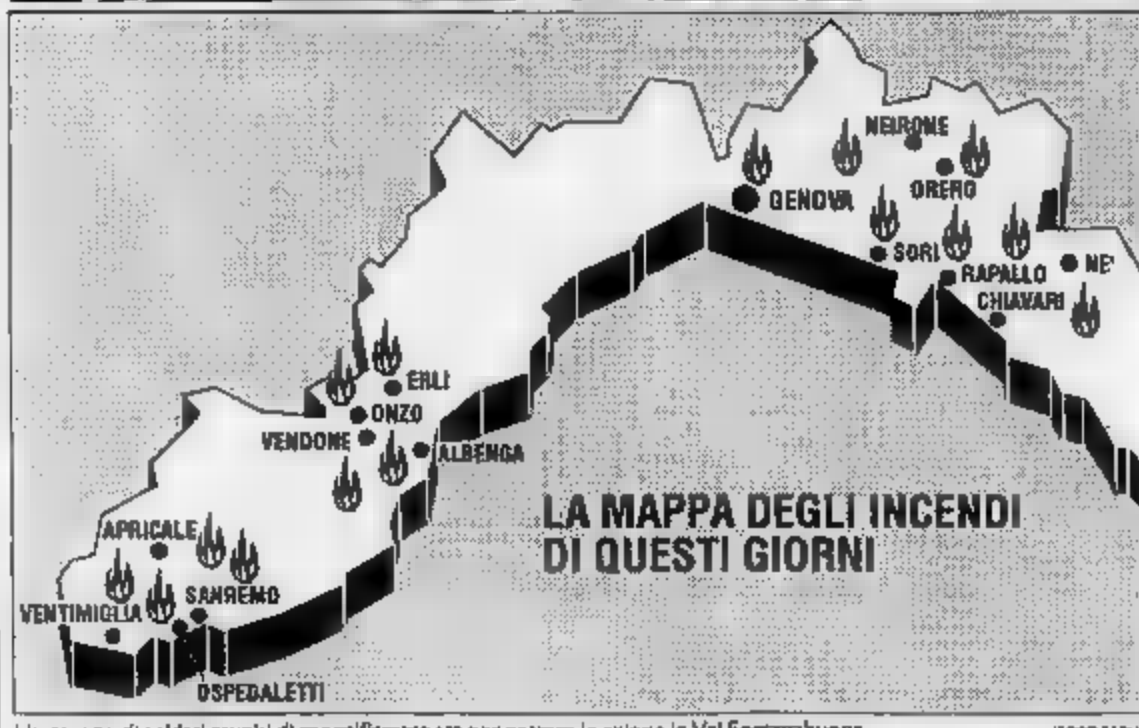 NEIRONE
ORERO
GENOVA
SORI
NE'
RAPALLO
CHIAVARI
ERLI
ONZO
VENDONE
ALBENGA
LA MAPPA DEGLI INCENDI
DI QUESTI GIORNI
APRICALE
SANREMO
VENTIMIGLIA
OSPEDALETTI